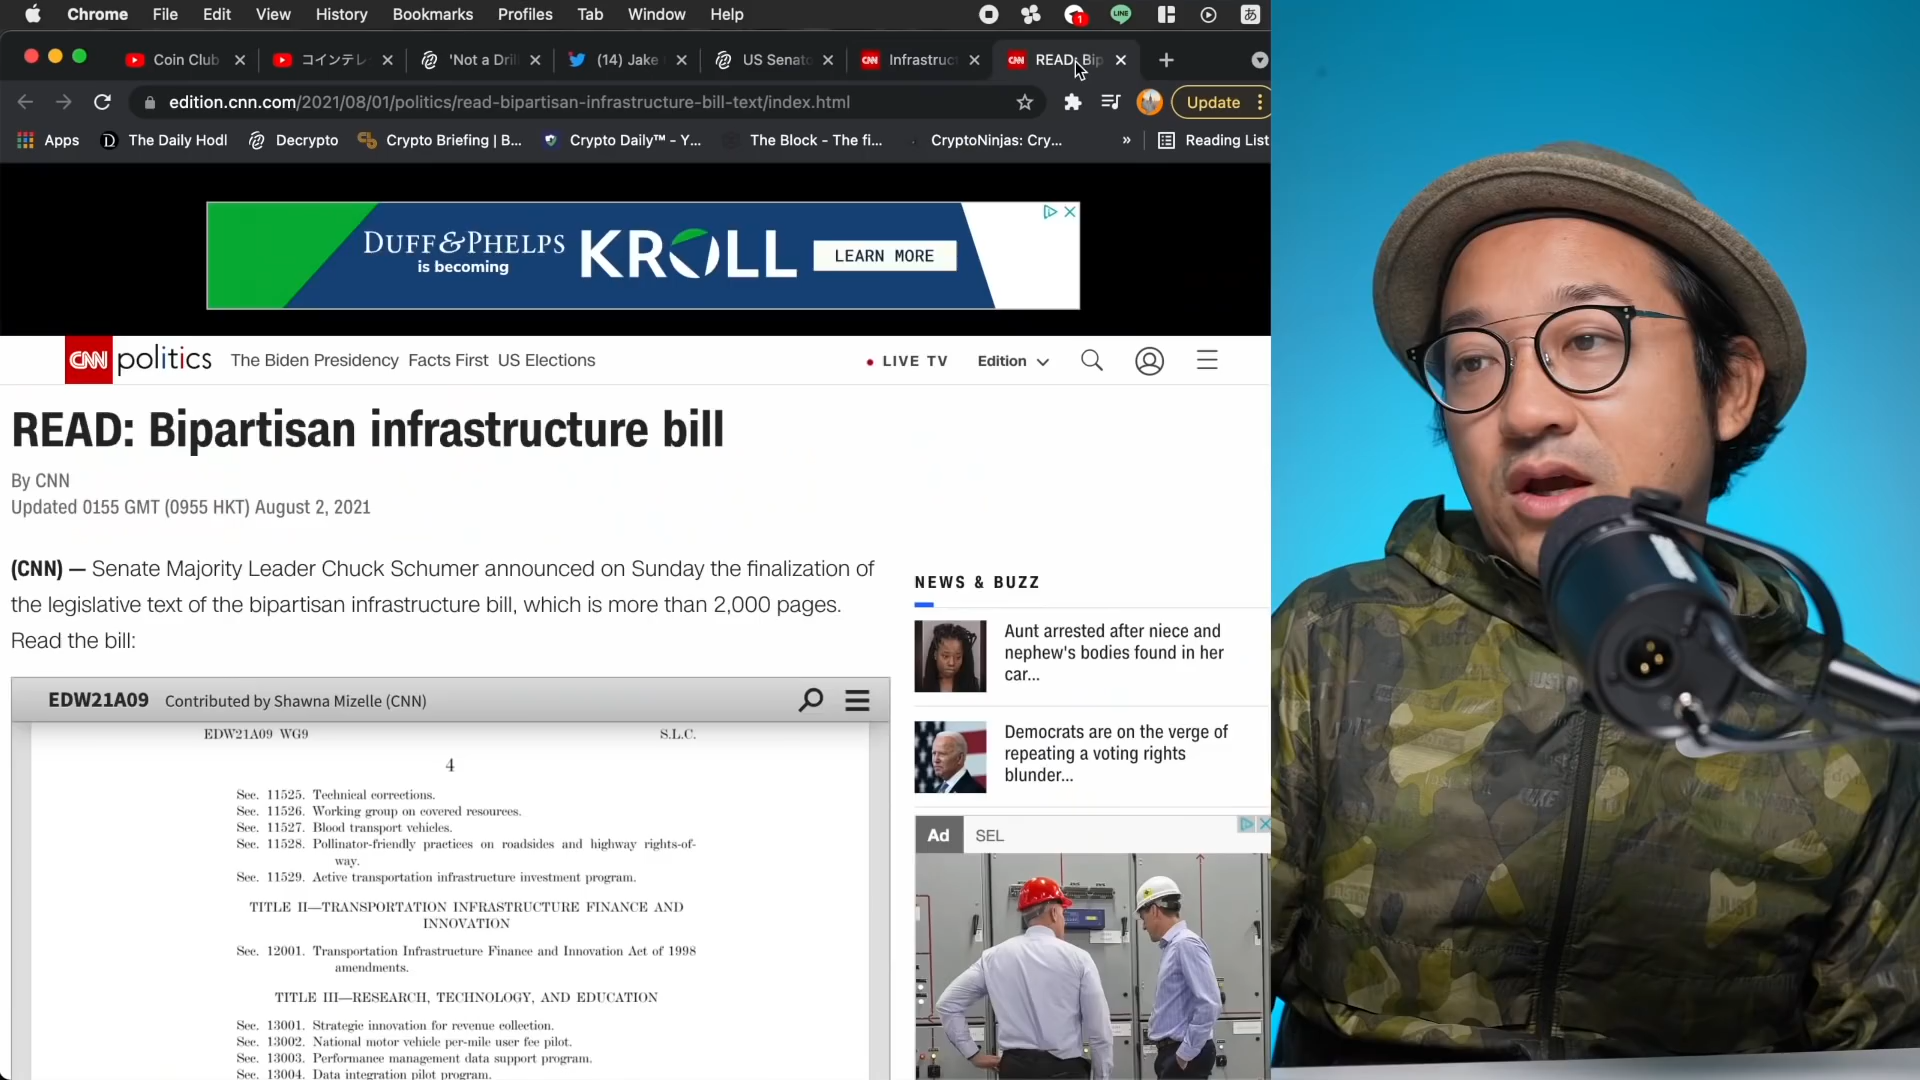 Chrome File Edit View History Bookmarks Profiles Tab Window Help
1 あ
Coin Club コインテレ 'Not a Dril (14) Jake US Senato Infrastruct READ: Bip
edition.cnn.com/2021/08/01/politics/read-bipartisan-infrastructure-bill-text/index.html Update
Apps The Daily Hodl Decrypto Crypto Briefing | B... Crypto Daily™ - Y... The Block - The fi... CryptoNinjas: Cry... » Reading List
DUFF & PHELPS
is becoming
KROLL
LEARN MORE
CNN politics The Biden Presidency Facts First US Elections LIVE TV Edition
READ: Bipartisan infrastructure bill
By CNN
Updated 0155 GMT (0955 HKT) August 2, 2021
(CNN) — Senate Majority Leader Chuck Schumer announced on Sunday the finalization of
the legislative text of the bipartisan infrastructure bill, which is more than 2,000 pages.
Read the bill:
EDW21A09 Contributed by Shawna Mizelle (CNN)
EDW21A09 WG9 S.L.C.
4
Sec. 11525. Technical corrections.
Sec. 11526. Working group on covered resources.
Sec. 11527. Blood transport vehicles.
Sec. 11528. Pollinator-friendly practices on roadsides and highway rights-of-
way.
Sec. 11529. Active transportation infrastructure investment program.
TITLE II—TRANSPORTATION INFRASTRUCTURE FINANCE AND
INNOVATION
Sec. 12001. Transportation Infrastructure Finance and Innovation Act of 1998
amendments.
TITLE III—RESEARCH, TECHNOLOGY, AND EDUCATION
Sec. 13001. Strategic innovation for revenue collection.
Sec. 13002. National motor vehicle per-mile user fee pilot.
Sec. 13003. Performance management data support program.
Sec. 13004. Data integration pilot program.
NEWS & BUZZ
Aunt arrested after niece and
nephew's bodies found in her
car...
Democrats are on the verge of
repeating a voting rights
blunder...
Ad SEL